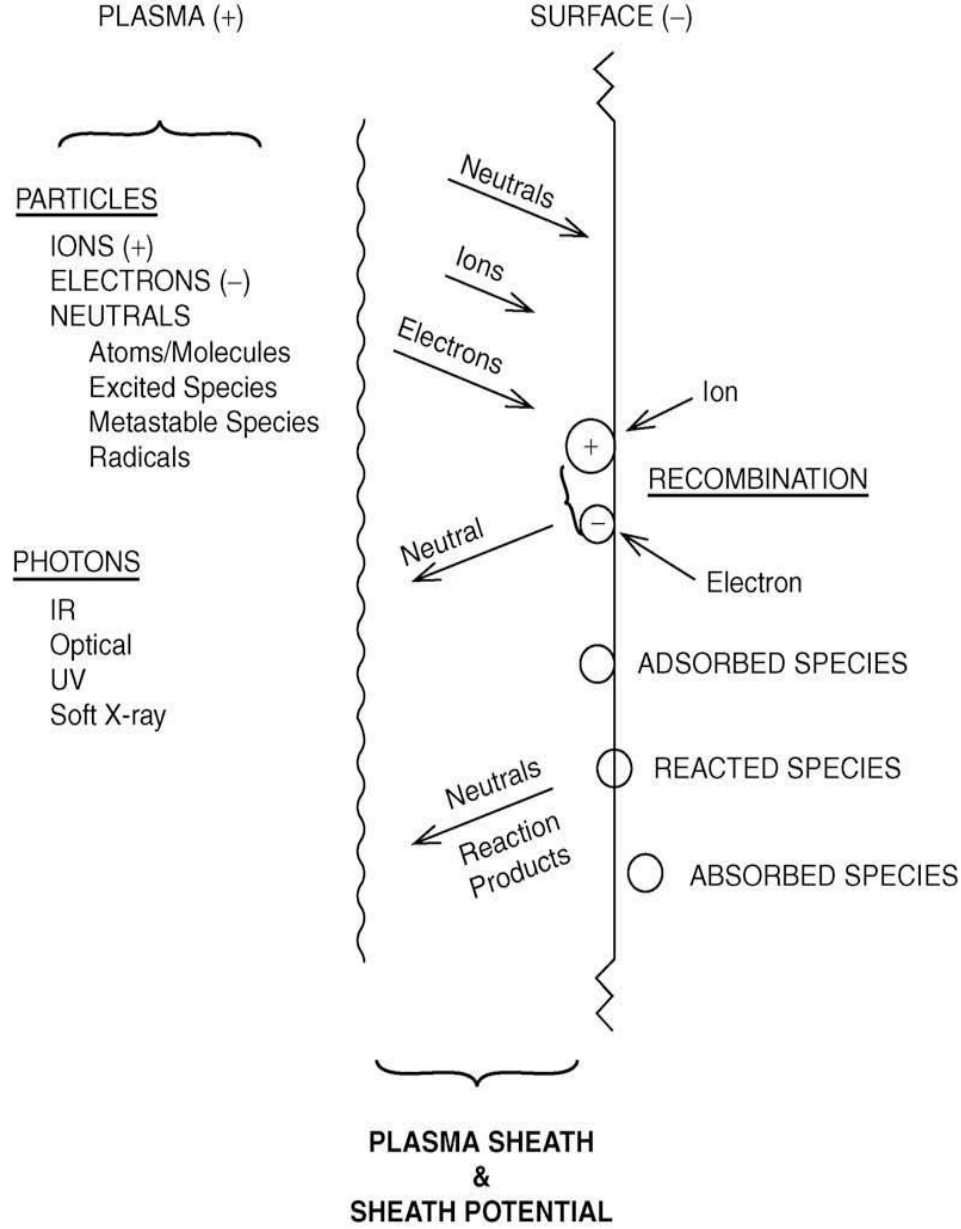 PLASMA (+)
SURFACE (−)
PARTICLES
IONS (+)
ELECTRONS (−)
NEUTRALS
Atoms/Molecules
Excited Species
Metastable Species
Radicals
PHOTONS
IR
Optical
UV
Soft X-ray
Neutrals
Ions
Electrons
Ion
+
RECOMBINATION
−
Neutral
Electron
ADSORBED SPECIES
REACTED SPECIES
Neutrals
Reaction
Products
ABSORBED SPECIES
PLASMA SHEATH
&
SHEATH POTENTIAL